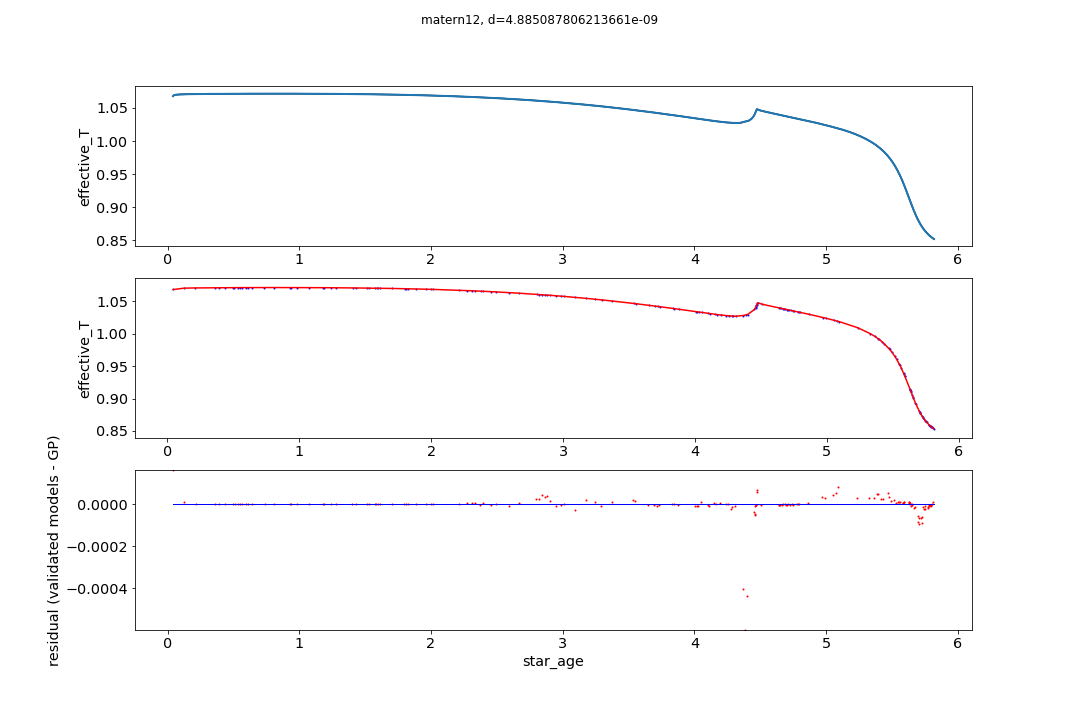 matern12, d=4.885087806213661e-09
effective_T
1.05
1.00
0.95
0.90
0.85
0 1 2 3 4 5 6
effective_T
1.05
1.00
0.95
0.90
0.85
0 1 2 3 4 5 6
residual (validated models - GP)
0.0000
−0.0002
−0.0004
0 1 2 3 4 5 6
star_age